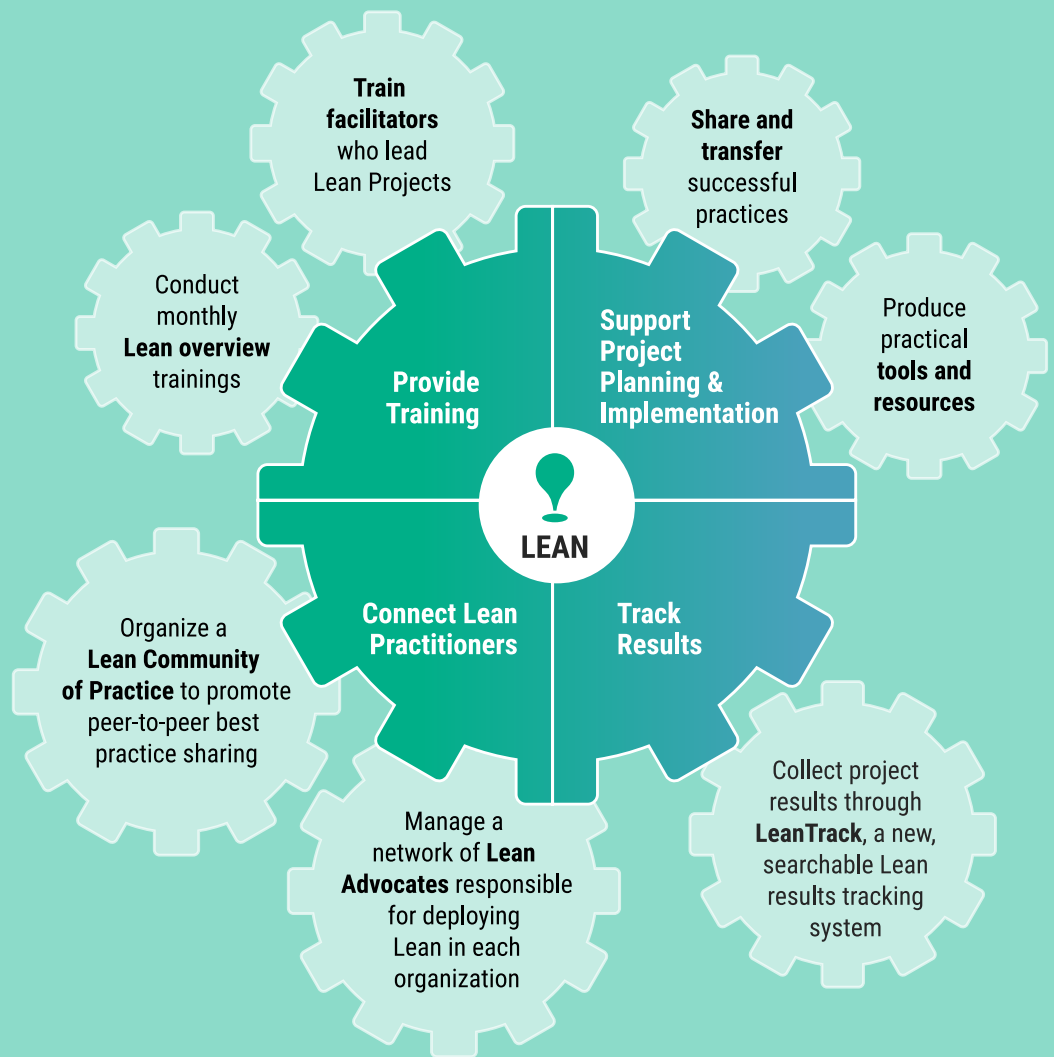 Train
facilitators
who lead
Lean Projects
Share and
transfer
successful
practices
Conduct
monthly
Lean overview
trainings
Produce
practical
tools and
resources
Provide
Training
Support
Project
Planning &
Implementation
LEAN
Connect Lean
Practitioners
Track
Results
Organize a
Lean Community
of Practice to promote
peer-to-peer best
practice sharing
Manage a
network of Lean
Advocates responsible
for deploying
Lean in each
organization
Collect project
results through
LeanTrack, a new,
searchable Lean
results tracking
system